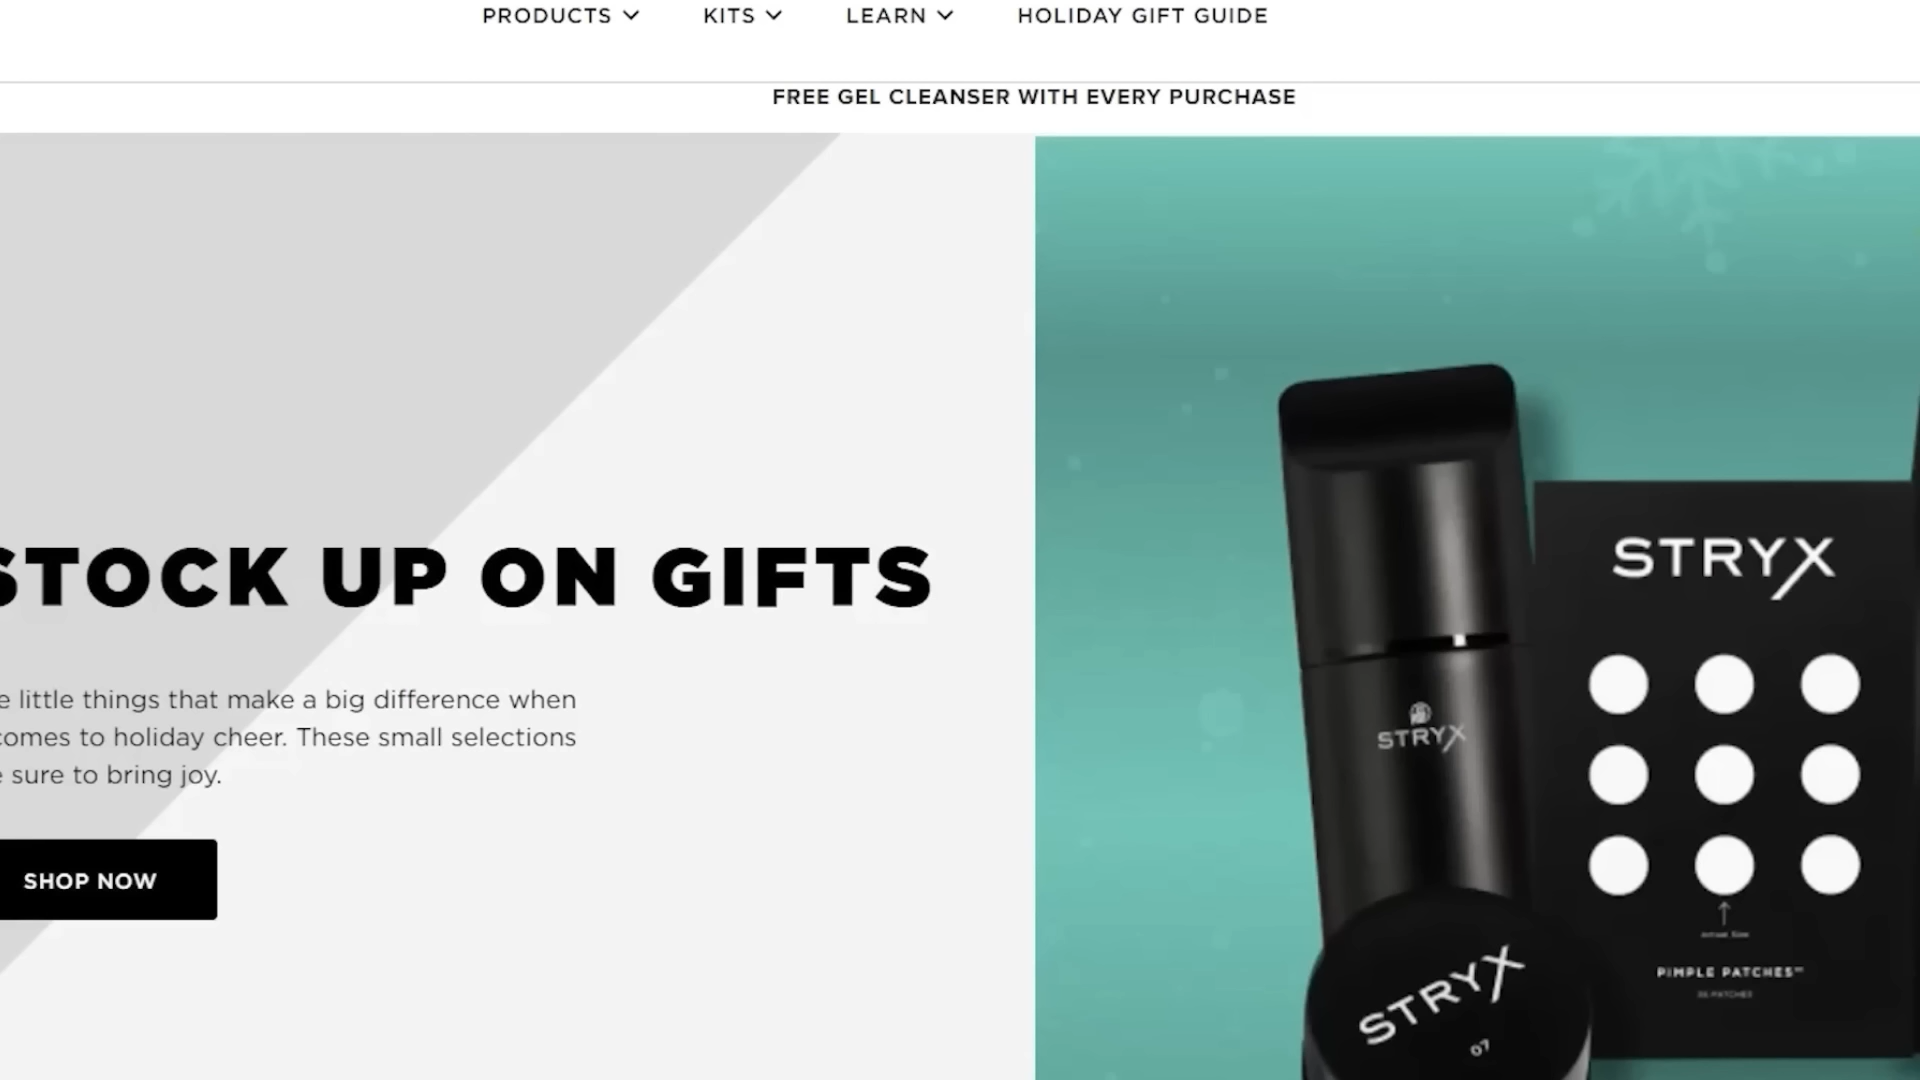 PRODUCTS KITS LEARN HOLIDAY GIFT GUIDE
FREE GEL CLEANSER WITH EVERY PURCHASE
STOCK UP ON GIFTS
little things that make a big difference when
comes to holiday cheer. These small selections
sure to bring joy.
SHOP NOW
STRYX
STRYX
PIMPLE PATCHES™
STRYX
07